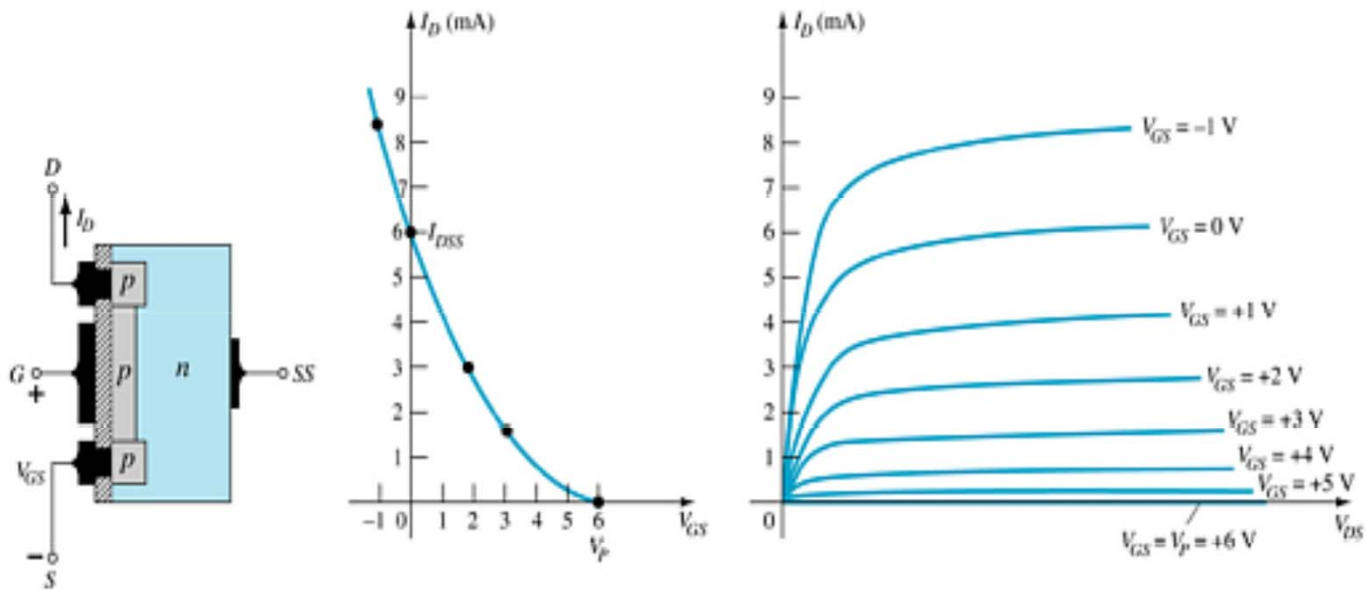 D
I_D
p
G
+
p
n
SS
p
V_GS
–
S
I_D (mA)
9
8
7
6
I_DSS
5
4
3
2
1
–1 0 1 2 3 4 5 6
V_P
V_GS
I_D (mA)
9
8
7
6
5
4
3
2
1
0
V_GS = –1 V
V_GS = 0 V
V_GS = +1 V
V_GS = +2 V
V_GS = +3 V
V_GS = +4 V
V_GS = +5 V
V_GS = V_P = +6 V
V_DS